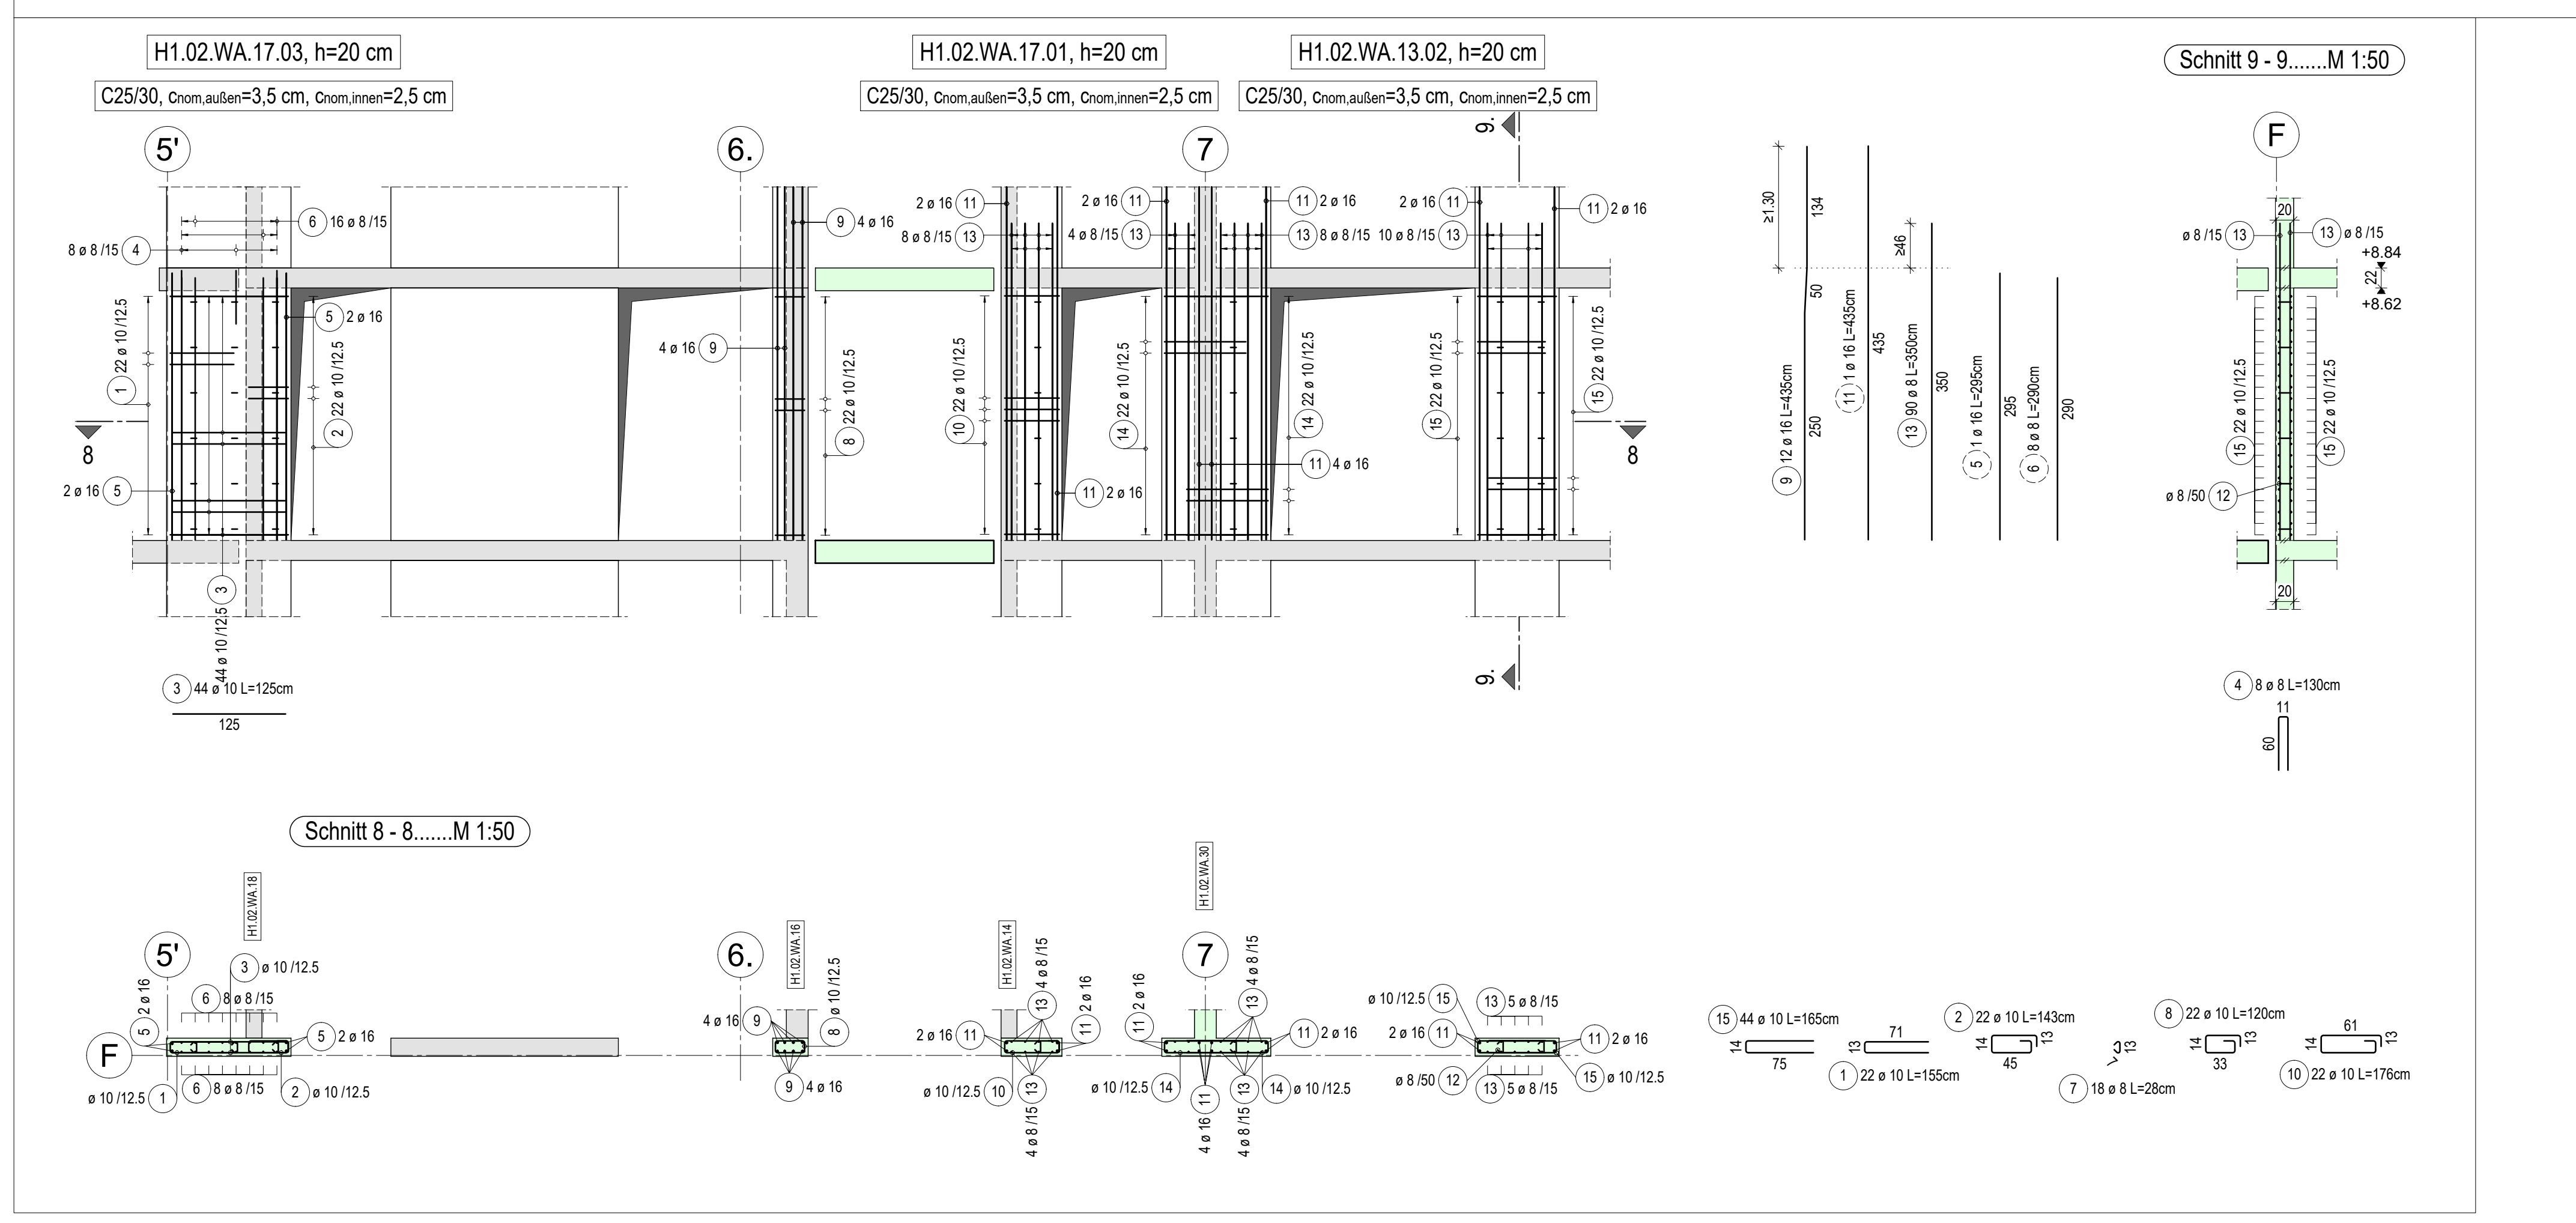 H1.02.WA.17.03, h=20 cm
C25/30, cnom,außen=3,5 cm, cnom,innen=2,5 cm
H1.02.WA.17.01, h=20 cm
C25/30, cnom,außen=3,5 cm, cnom,innen=2,5 cm
H1.02.WA.13.02, h=20 cm
C25/30, cnom,außen=3,5 cm, cnom,innen=2,5 cm
Schnitt 9 - 9.......M 1:50
5'
6.
7
9.
F
6 16 ø 8 /15
8 ø 8 /15 4
9 4 ø 16
2 ø 16 11
8 ø 8 /15 13
2 ø 16 11
4 ø 8 /15 13
11 2 ø 16
13 8 ø 8 /15
2 ø 16 11
10 ø 8 /15 13
11 2 ø 16
1 22 ø 10 /12.5
5 2 ø 16
2 22 ø 10 /12.5
4 ø 16 9
8 22 ø 10 /12.5
10 22 ø 10 /12.5
14 22 ø 10 /12.5
14 22 ø 10 /12.5
15 22 ø 10 /12.5
15 22 ø 10 /12.5
8
8
2 ø 16 5
11 2 ø 16
11 4 ø 16
3 44 ø 10 /12.5
3 44 ø 10 L=125cm
125
9.
≥1.30
134
50
250
9 12 ø 16 L=435cm
11 1 ø 16 L=435cm
435
≥46
13 90 ø 8 L=350cm
350
5 1 ø 16 L=295cm
295
6 8 ø 8 L=290cm
290
20
ø 8 /15 13
13 ø 8 /15
+8.84
22
+8.62
15 22 ø 10 /12.5
15 22 ø 10 /12.5
ø 8 /50 12
20
4 8 ø 8 L=130cm
11
60
Schnitt 8 - 8.......M 1:50
H1.02.WA.18
H1.02.WA.16
H1.02.WA.14
H1.02.WA.30
5'
6.
7
F
3 ø 10 /12.5
6 8 ø 8 /15
5 2 ø 16
5 2 ø 16
ø 10 /12.5 1
6 8 ø 8 /15
2 ø 10 /12.5
4 ø 16 9
8 ø 10 /12.5
9 4 ø 16
2 ø 16 11
13 4 ø 8 /15
11 2 ø 16
ø 10 /12.5 10
4 ø 8 /15 13
11 2 ø 16
13 4 ø 8 /15
11 2 ø 16
ø 10 /12.5 14
4 ø 16 11
4 ø 8 /15 13
14 ø 10 /12.5
ø 10 /12.5 15
13 5 ø 8 /15
2 ø 16 11
11 2 ø 16
ø 8 /50 12
13 5 ø 8 /15
15 ø 10 /12.5
15 44 ø 10 L=165cm
14
75
71
13
1 22 ø 10 L=155cm
2 22 ø 10 L=143cm
14
13
45
13
7 18 ø 8 L=28cm
8 22 ø 10 L=120cm
14
13
33
61
14
13
10 22 ø 10 L=176cm